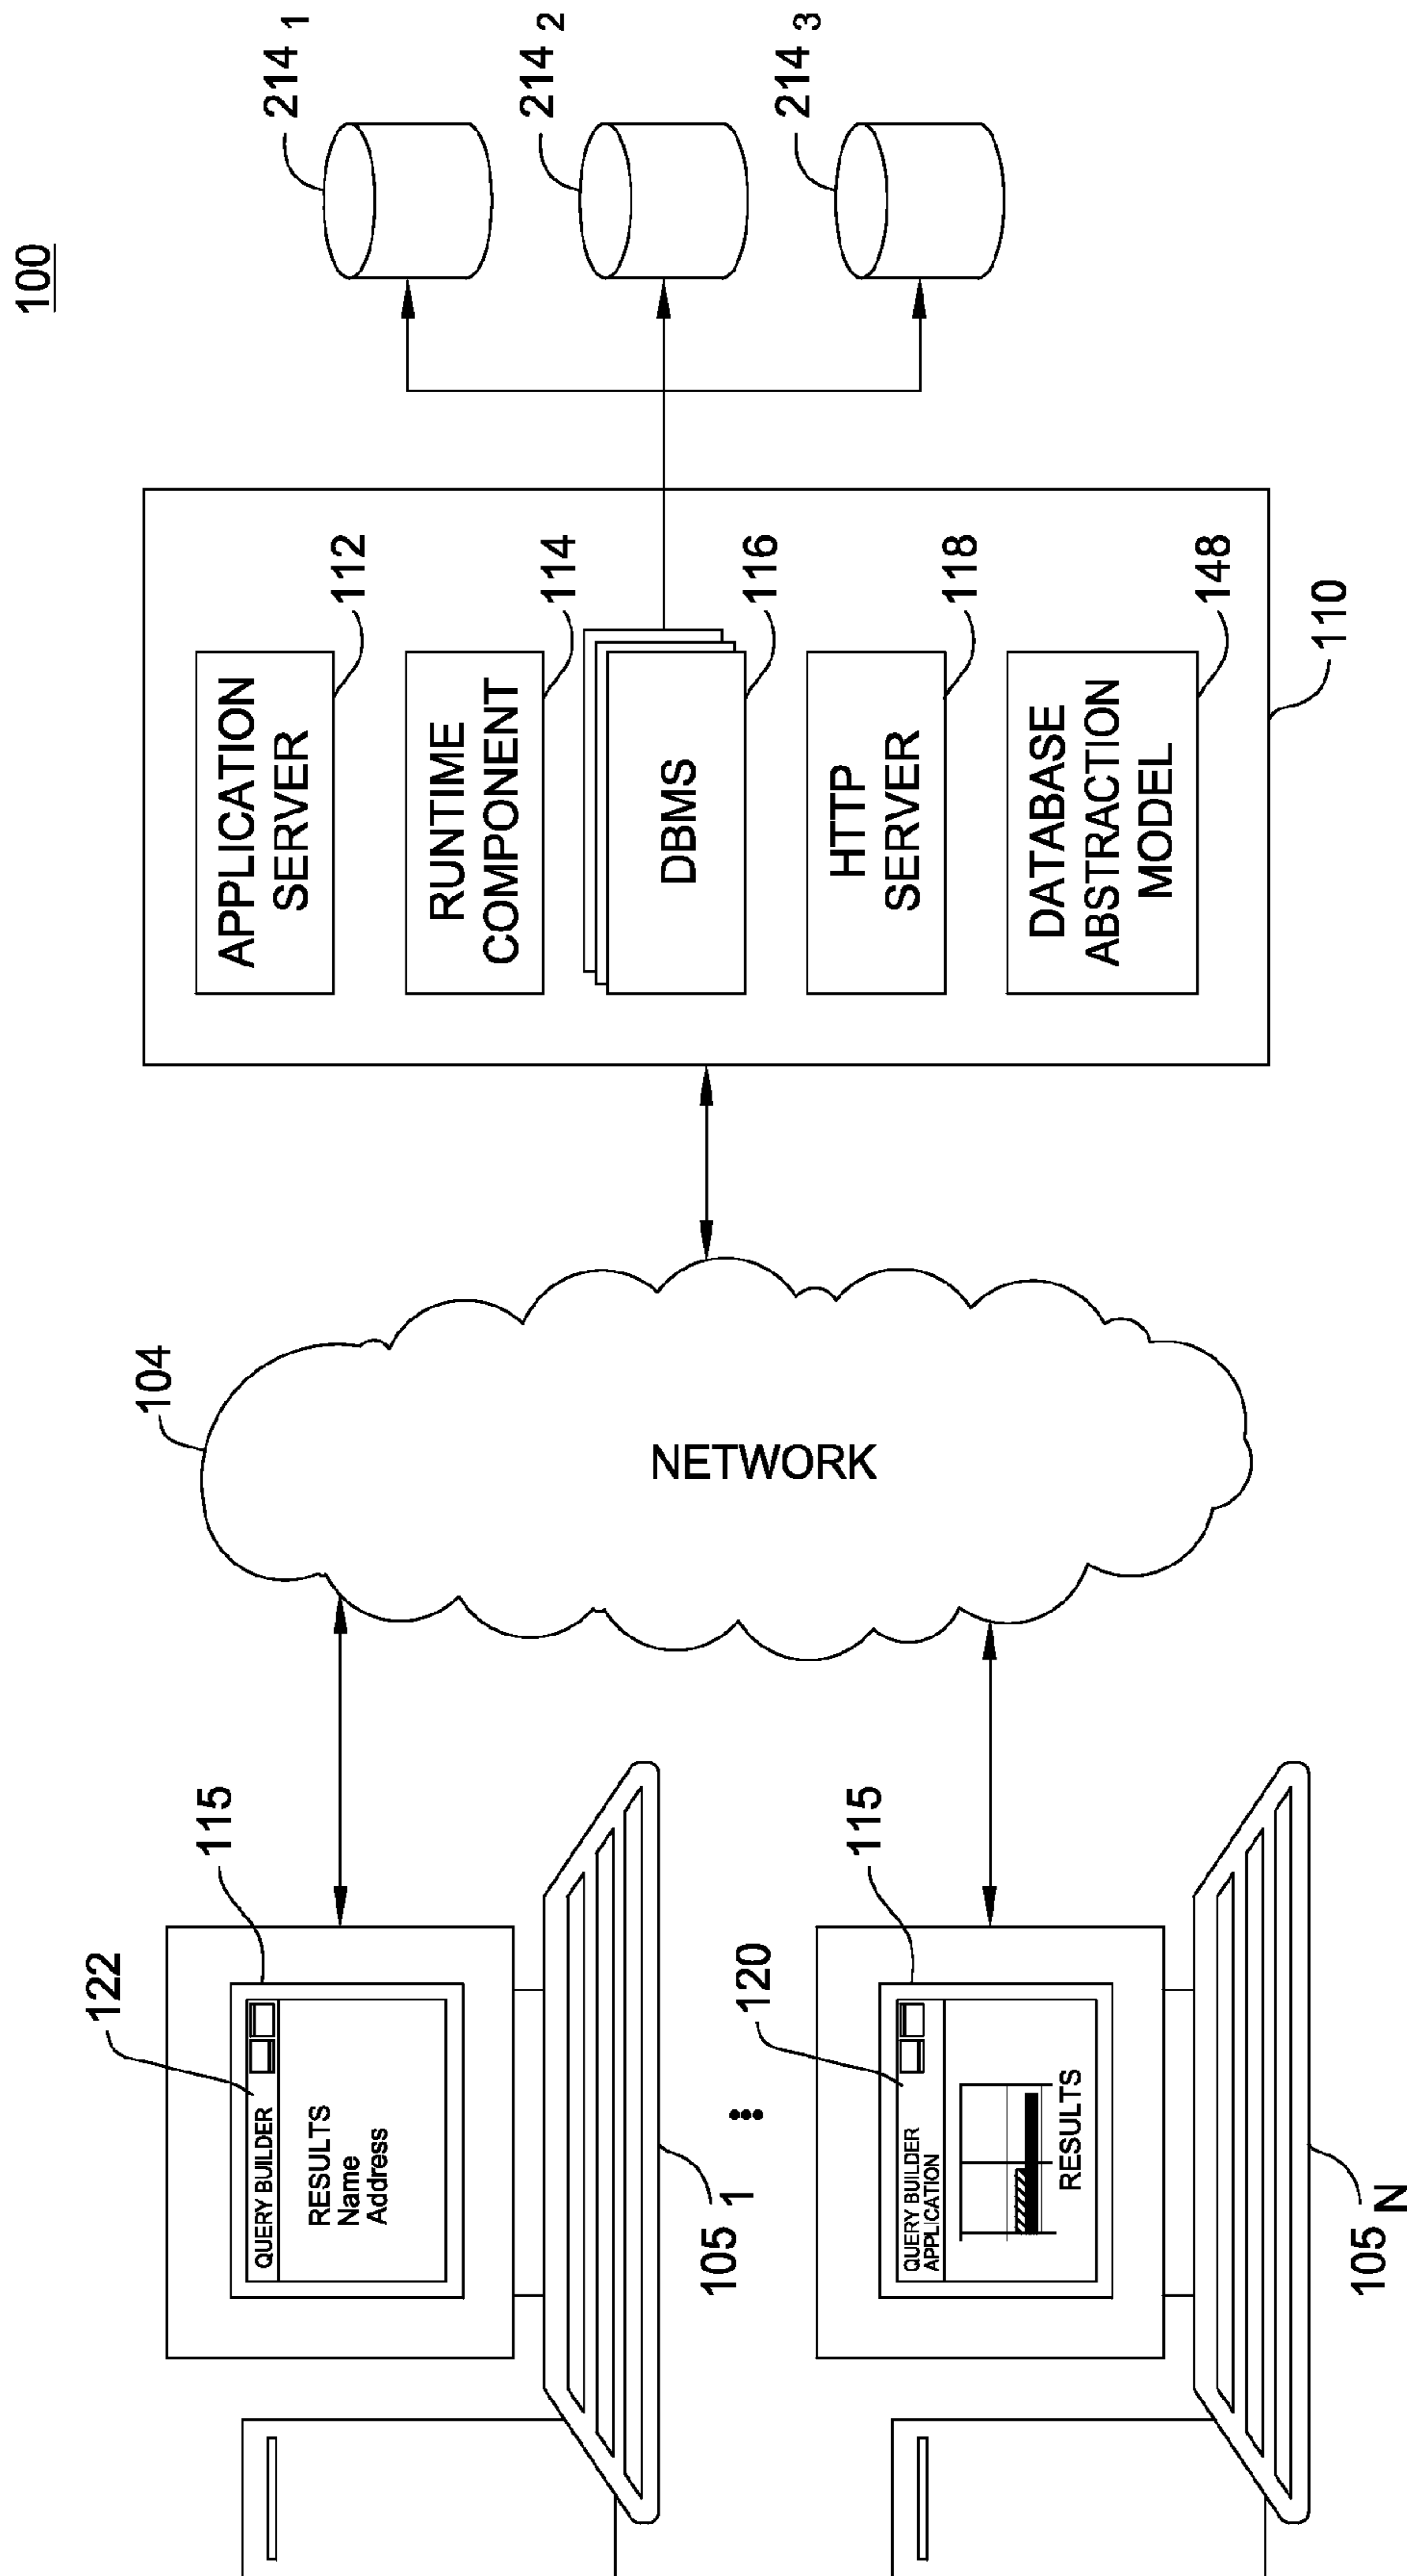 100
122
115
QUERY BUILDER
RESULTS
Name
Address
105 1
120
115
QUERY BUILDER
APPLICATION
RESULTS
105 N
104
NETWORK
APPLICATION
SERVER
112
RUNTIME
COMPONENT
114
DBMS
116
HTTP
SERVER
118
DATABASE
ABSTRACTION
MODEL
148
110
214 1
214 2
214 3